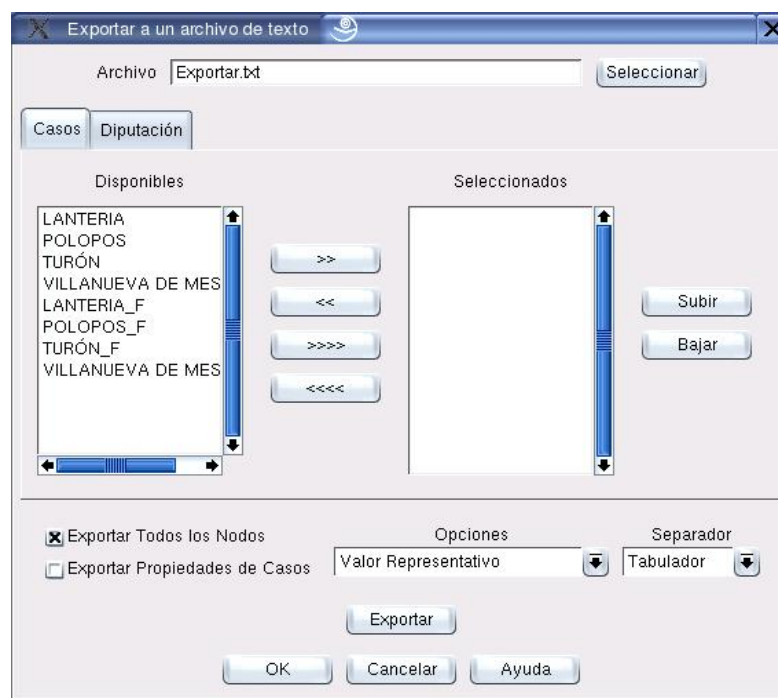 Exportar a un archivo de texto
Archivo Exportar.txt Seleccionar
Casos Diputación
Disponibles Seleccionados
LANTERIA
POLOPOS
TURÓN
VILLANUEVA DE MES
LANTERIA_F
POLOPOS_F
TURÓN_F
VILLANUEVA DE MES
>>
<<
>>>>
<<<<
Subir
Bajar
Exportar Todos los Nodos
Exportar Propiedades de Casos
Opciones
Valor Representativo
Separador
Tabulador
Exportar
OK Cancelar Ayuda